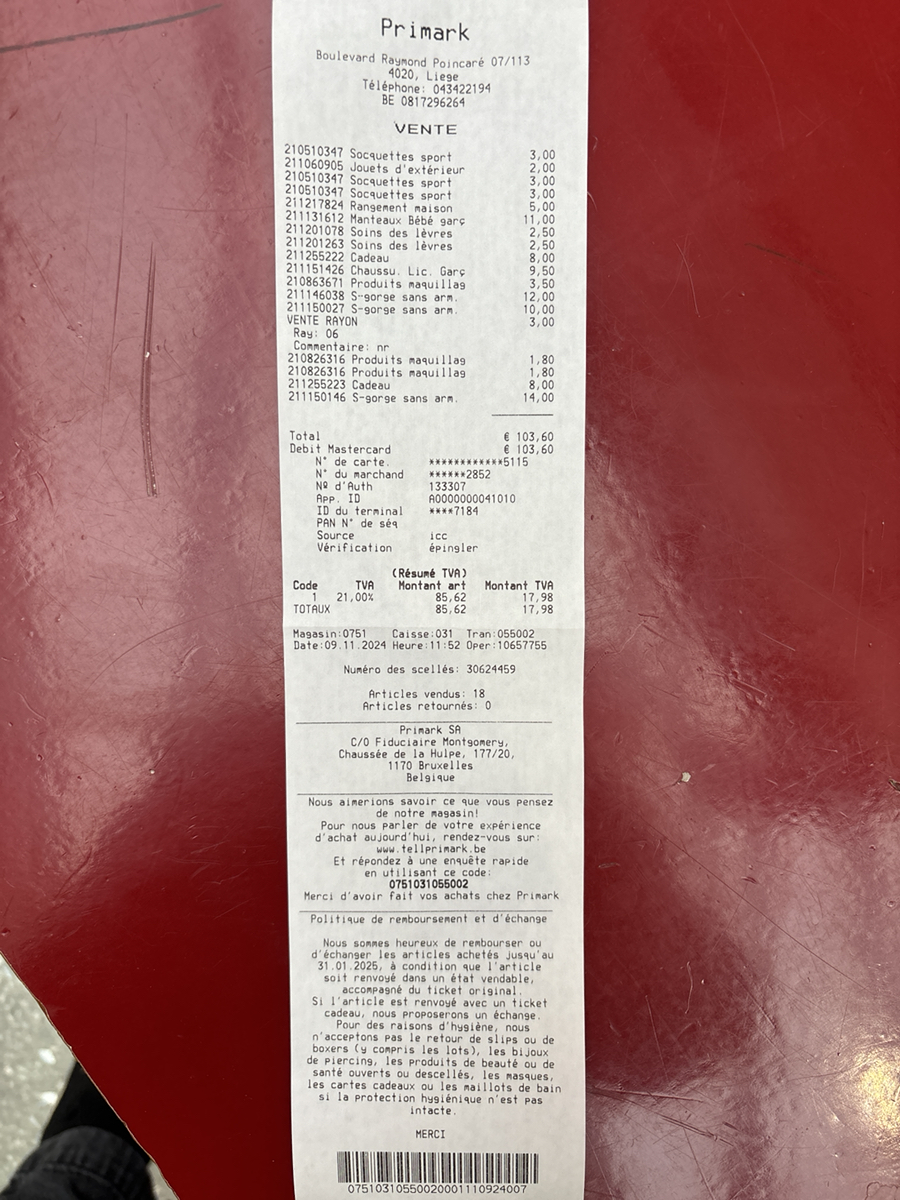 Primark
Boulevard Raymond Poincaré 07/113
4020, Liege
Téléphone: 043422194
BE 0817296264
VENTE
210510347 Socquettes sport 3,00
211060905 Jouets d'extérieur 2,00
210510347 Socquettes sport 3,00
210510347 Socquettes sport 3,00
211217824 Rangement maison 5,00
211131612 Manteaux Bébé garç 11,00
211201078 Soins des lèvres 2,50
211201263 Soins des lèvres 2,50
211255222 Cadeau 8,00
211151426 Chaussu. Lic. Garç 9,50
210863671 Produits maquillag 3,50
211146038 S-gorge sans arm. 12,00
211150027 S-gorge sans arm. 10,00
VENTE RAYON 3,00
Ray: 06
Commentaire: nr
210826316 Produits maquillag 1,80
210826316 Produits maquillag 1,80
211255223 Cadeau 8,00
211150146 S-gorge sans arm. 14,00
Total € 103,60
Debit Mastercard € 103,60
N° de carte. ************5115
N° du marchand ******2852
Nº d'Auth 133307
App. ID A0000000041010
ID du terminal ****7184
PAN N° de séq
Source icc
Vérification épingler
(Résumé TVA)
Code TVA Montant art Montant TVA
1 21,00% 85,62 17,98
TOTAUX 85,62 17,98
Magasin:0751 Caisse:031 Tran:055002
Date:09.11.2024 Heure:11:52 Oper:10657755
Numéro des scellés: 30624459
Articles vendus: 18
Articles retournés: 0
Primark SA
C/O Fiduciaire Montgomery,
Chaussée de la Hulpe, 177/20,
1170 Bruxelles
Belgique
Nous aimerions savoir ce que vous pensez
de notre magasin!
Pour nous parler de votre expérience
d'achat aujourd'hui, rendez-vous sur:
www.tellprimark.be
Et répondez à une enquête rapide
en utilisant ce code:
0751031055002
Merci d'avoir fait vos achats chez Primark
Politique de remboursement et d'échange
Nous sommes heureux de rembourser ou
d'échanger les articles achetés jusqu'au
31.01.2025, à condition que l'article
soit renvoyé dans un état vendable,
accompagné du ticket original.
Si l'article est renvoyé avec un ticket
cadeau, nous proposerons un échange.
Pour des raisons d'hygiène, nous
n'acceptons pas le retour de slips ou de
boxers (y compris les lots), les bijoux
de piercing, les produits de beauté ou de
santé ouverts ou descellés, les masques,
les cartes cadeaux ou les maillots de bain
si la protection hygiénique n'est pas
intacte.
MERCI
07510310550020001110924007